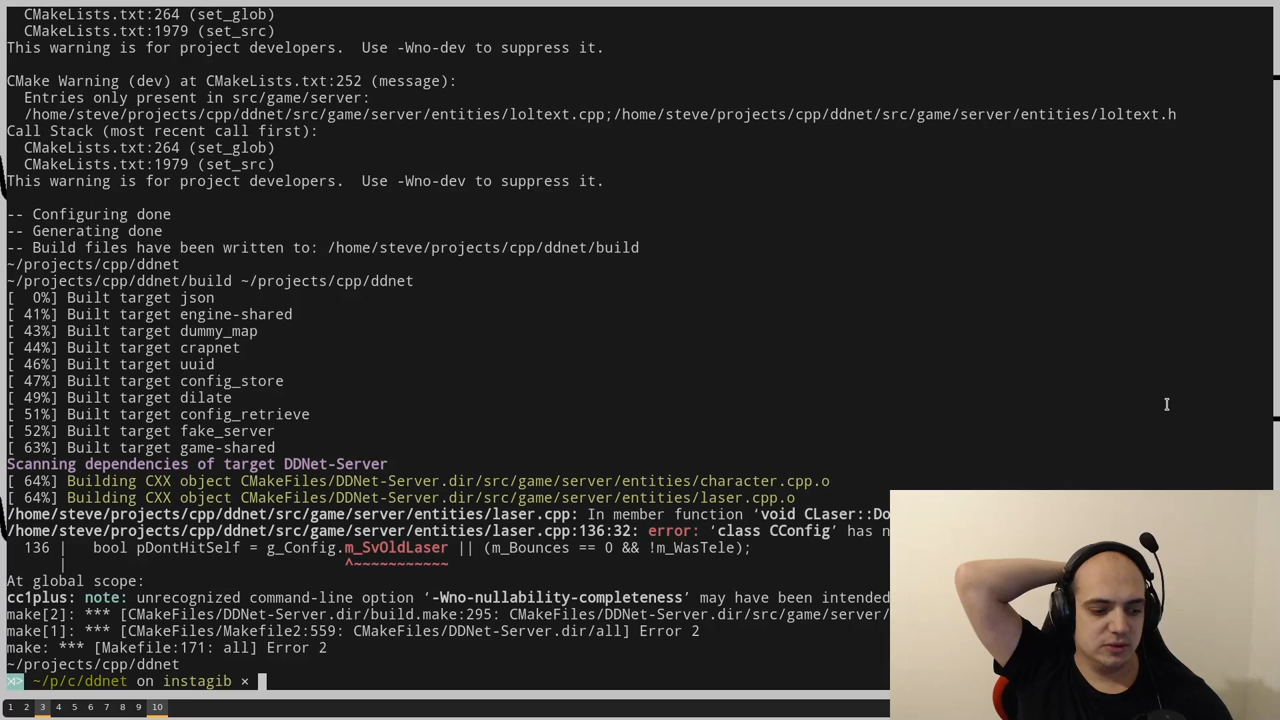 CMakeLists.txt:264 (set_glob)
CMakeLists.txt:1979 (set_src)
This warning is for project developers.  Use -Wno-dev to suppress it.
CMake Warning (dev) at CMakeLists.txt:252 (message):
Entries only present in src/game/server:
/home/steve/projects/cpp/ddnet/src/game/server/entities/loltext.cpp;/home/steve/projects/cpp/ddnet/src/game/server/entities/loltext.h
Call Stack (most recent call first):
CMakeLists.txt:264 (set_glob)
CMakeLists.txt:1979 (set_src)
This warning is for project developers.  Use -Wno-dev to suppress it.
-- Configuring done
-- Generating done
-- Build files have been written to: /home/steve/projects/cpp/ddnet/build
~/projects/cpp/ddnet
~/projects/cpp/ddnet/build ~/projects/cpp/ddnet
[  0%] Built target json
[ 41%] Built target engine-shared
[ 43%] Built target dummy_map
[ 44%] Built target crapnet
[ 46%] Built target uuid
[ 47%] Built target config_store
[ 49%] Built target dilate
[ 51%] Built target config_retrieve
[ 52%] Built target fake_server
[ 63%] Built target game-shared
Scanning dependencies of target DDNet-Server
[ 64%] Building CXX object CMakeFiles/DDNet-Server.dir/src/game/server/entities/character.cpp.o
[ 64%] Building CXX object CMakeFiles/DDNet-Server.dir/src/game/server/entities/laser.cpp.o
/home/steve/projects/cpp/ddnet/src/game/server/entities/laser.cpp: In member function ‘void CLaser::Do
/home/steve/projects/cpp/ddnet/src/game/server/entities/laser.cpp:136:32: error: ‘class CConfig’ has n
136 |   bool pDontHitSelf = g_Config.m_SvOldLaser || (m_Bounces == 0 && !m_WasTele);
|                                ^~~~~~~~~~~~
At global scope:
cc1plus: note: unrecognized command-line option ‘-Wno-nullability-completeness’ may have been intended
make[2]: *** [CMakeFiles/DDNet-Server.dir/build.make:295: CMakeFiles/DDNet-Server.dir/src/game/server/
make[1]: *** [CMakeFiles/Makefile2:559: CMakeFiles/DDNet-Server.dir/all] Error 2
make: *** [Makefile:171: all] Error 2
~/projects/cpp/ddnet
~/p/c/ddnet on instagib ×
1 2 3 4 5 6 7 8 9 10